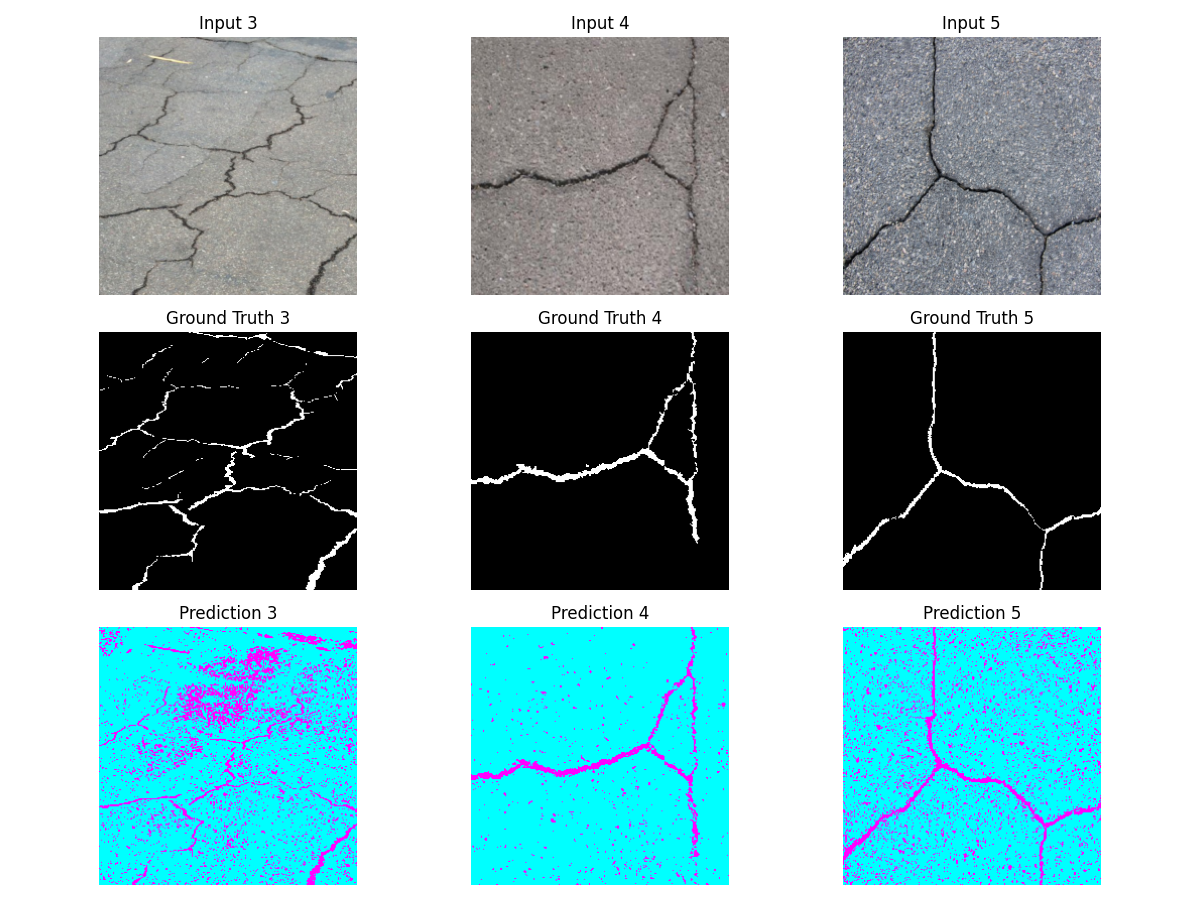 Input 3
Input 4
Input 5
Ground Truth 3
Ground Truth 4
Ground Truth 5
Prediction 3
Prediction 4
Prediction 5